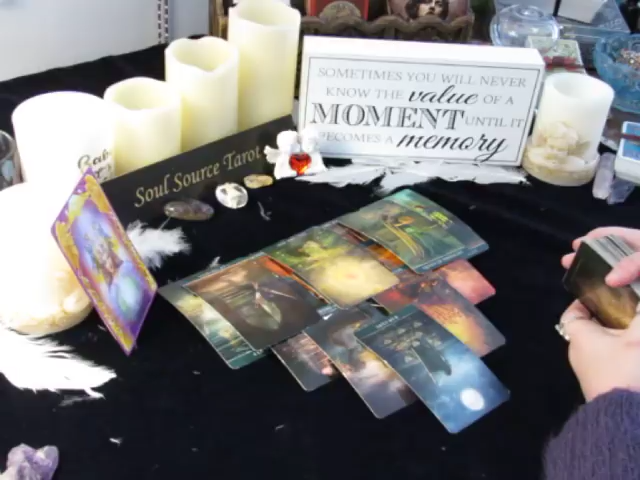 SOMETIMES YOU WILL NEVER
KNOW THE value OF A
MOMENT UNTIL IT
BECOMES A memory
Soul Source Tarot